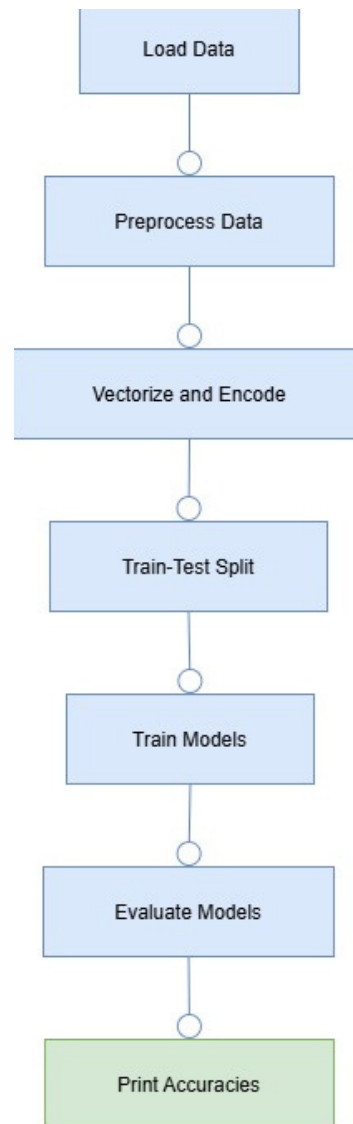 Load Data
Preprocess Data
Vectorize and Encode
Train-Test Split
Train Models
Evaluate Models
Print Accuracies